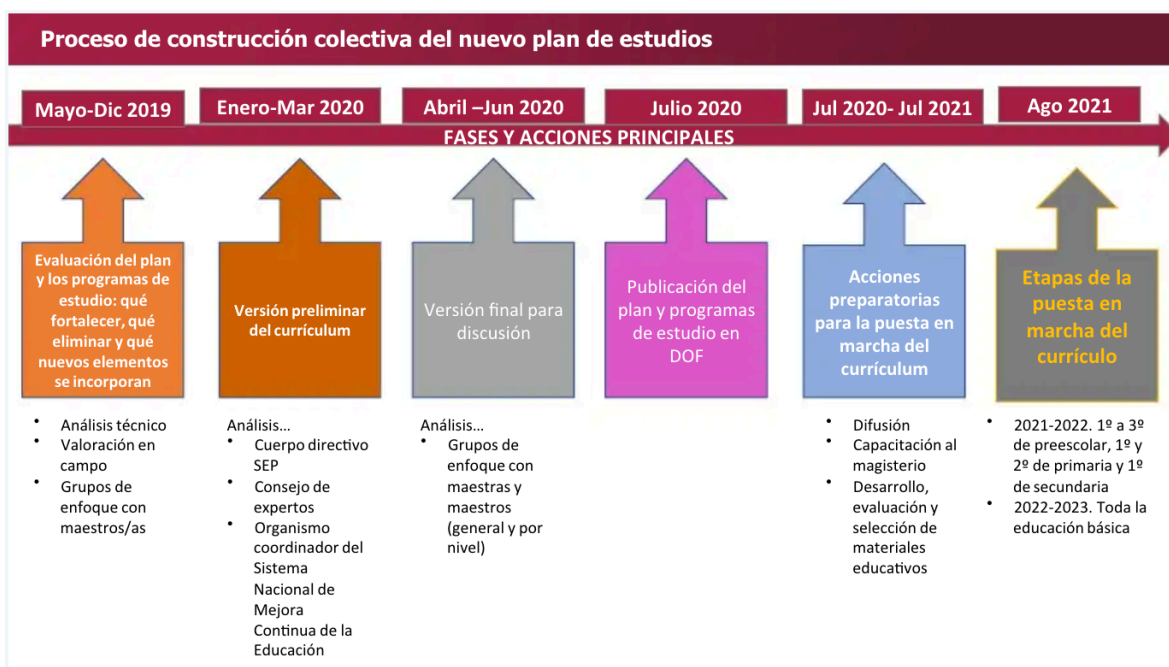 Proceso de construcción colectiva del nuevo plan de estudios
Mayo-Dic 2019
Enero-Mar 2020
Abril –Jun 2020
Julio 2020
Jul 2020- Jul 2021
Ago 2021
FASES Y ACCIONES PRINCIPALES
Evaluación del plan
y los programas de
estudio: qué
fortalecer, qué
eliminar y qué
nuevos elementos
se incorporan
Versión preliminar
del currículum
Versión final para
discusión
Publicación del
plan y programas
de estudio en
DOF
Acciones
preparatorias
para la puesta en
marcha del
currículum
Etapas de la
puesta en
marcha del
currículo
• Análisis técnico
• Valoración en
campo
• Grupos de
enfoque con
maestros/as
Análisis...
• Cuerpo directivo
SEP
• Consejo de
expertos
• Organismo
coordinador del
Sistema
Nacional de
Mejora
Continua de la
Educación
Análisis...
• Grupos de
enfoque con
maestras y
maestros
(general y por
nivel)
• Difusión
• Capacitación al
magisterio
• Desarrollo,
evaluación y
selección de
materiales
educativos
• 2021-2022. 1º a 3º
de preescolar, 1º y
2º de primaria y 1º
de secundaria
• 2022-2023. Toda la
educación básica